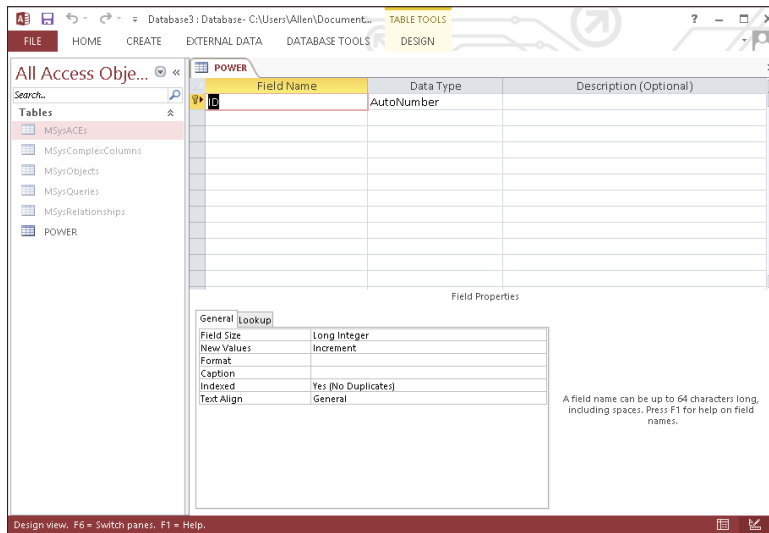 Database3 : Database- C:\Users\Allen\Document... TABLE TOOLS ?
FILE HOME CREATE EXTERNAL DATA DATABASE TOOLS DESIGN
All Access Obje... «
Search..
Tables
MSysACEs
MSysComplexColumns
MSysObjects
MSysQueries
MSysRelationships
POWER
POWER
Field Name Data Type Description (Optional)
ID AutoNumber
Field Properties
General Lookup
Field Size Long Integer
New Values Increment
Format
Caption
Indexed Yes (No Duplicates)
Text Align General
A field name can be up to 64 characters long,
including spaces. Press F1 for help on field
names.
Design view. F6 = Switch panes. F1 = Help.